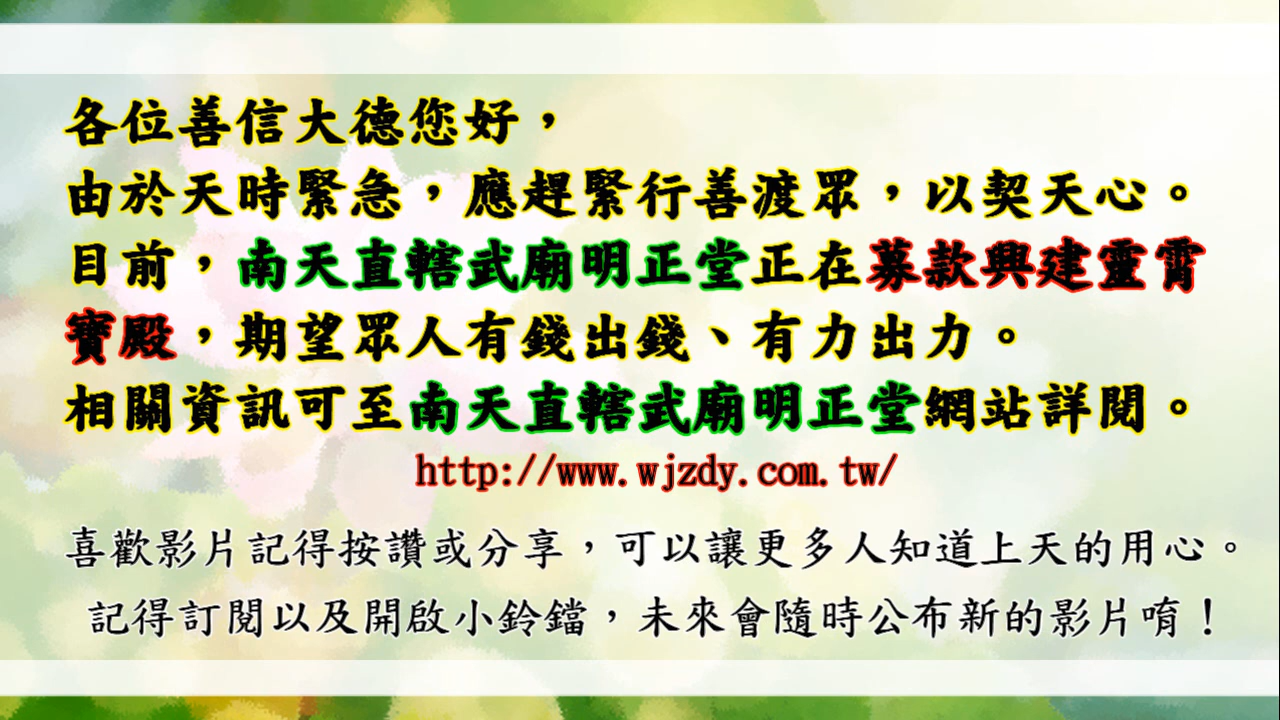 各位善信大德您好，
由於天時緊急，應趕緊行善渡眾，以契天心。
目前，南天直轄武廟明正堂正在募款興建靈霄
寶殿，期望眾人有錢出錢、有力出力。
相關資訊可至南天直轄武廟明正堂網站詳閱。
http://www.wjzdy.com.tw/
喜歡影片記得按讚或分享，可以讓更多人知道上天的用心。
記得訂閱以及開啟小鈴鐺，未來會隨時公布新的影片唷！